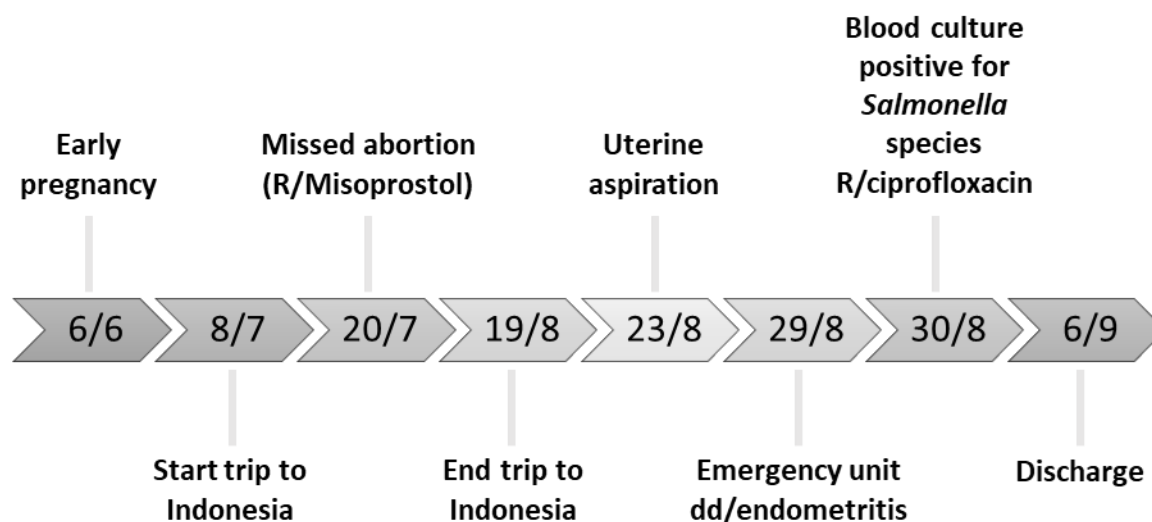 Early
pregnancy
Missed abortion
(R/Misoprostol)
Uterine
aspiration
Blood culture
positive for
Salmonella
species
R/ciprofloxacin
6/6
8/7
20/7
19/8
23/8
29/8
30/8
6/9
Start trip to
Indonesia
End trip to
Indonesia
Emergency unit
dd/endometritis
Discharge